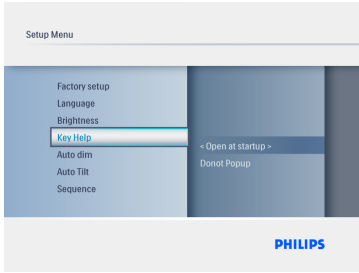 Setup Menu
Factory setup
Language
Brightness
Key Help
Auto dim
Auto Tilt
Sequence
< Open at startup >
Donot Popup
PHILIPS